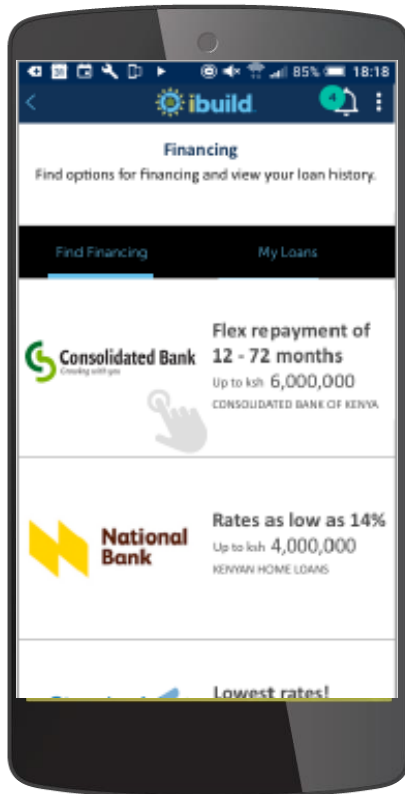 85% 18:18
ibuild
4
Financing
Find options for financing and view your loan history.
Find Financing
My Loans
Consolidated Bank
Growing with you
Flex repayment of
12 - 72 months
Up to ksh 6,000,000
CONSOLIDATED BANK OF KENYA
National
Bank
Rates as low as 14%
Up to ksh 4,000,000
KENYAN HOME LOANS
Lowest rates!